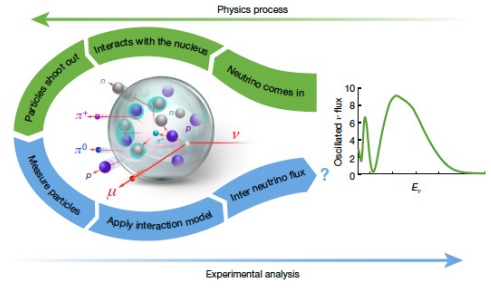 Physics process
Interacts with the nucleus
Particles shoot out
Neutrino comes in
n
n
π+
π0
p
p
π
ν
μ
Measure particles
Apply interaction model
Infer neutrino flux
?
Oscillated ν flux
10
8
6
4
2
0
Eν
Experimental analysis